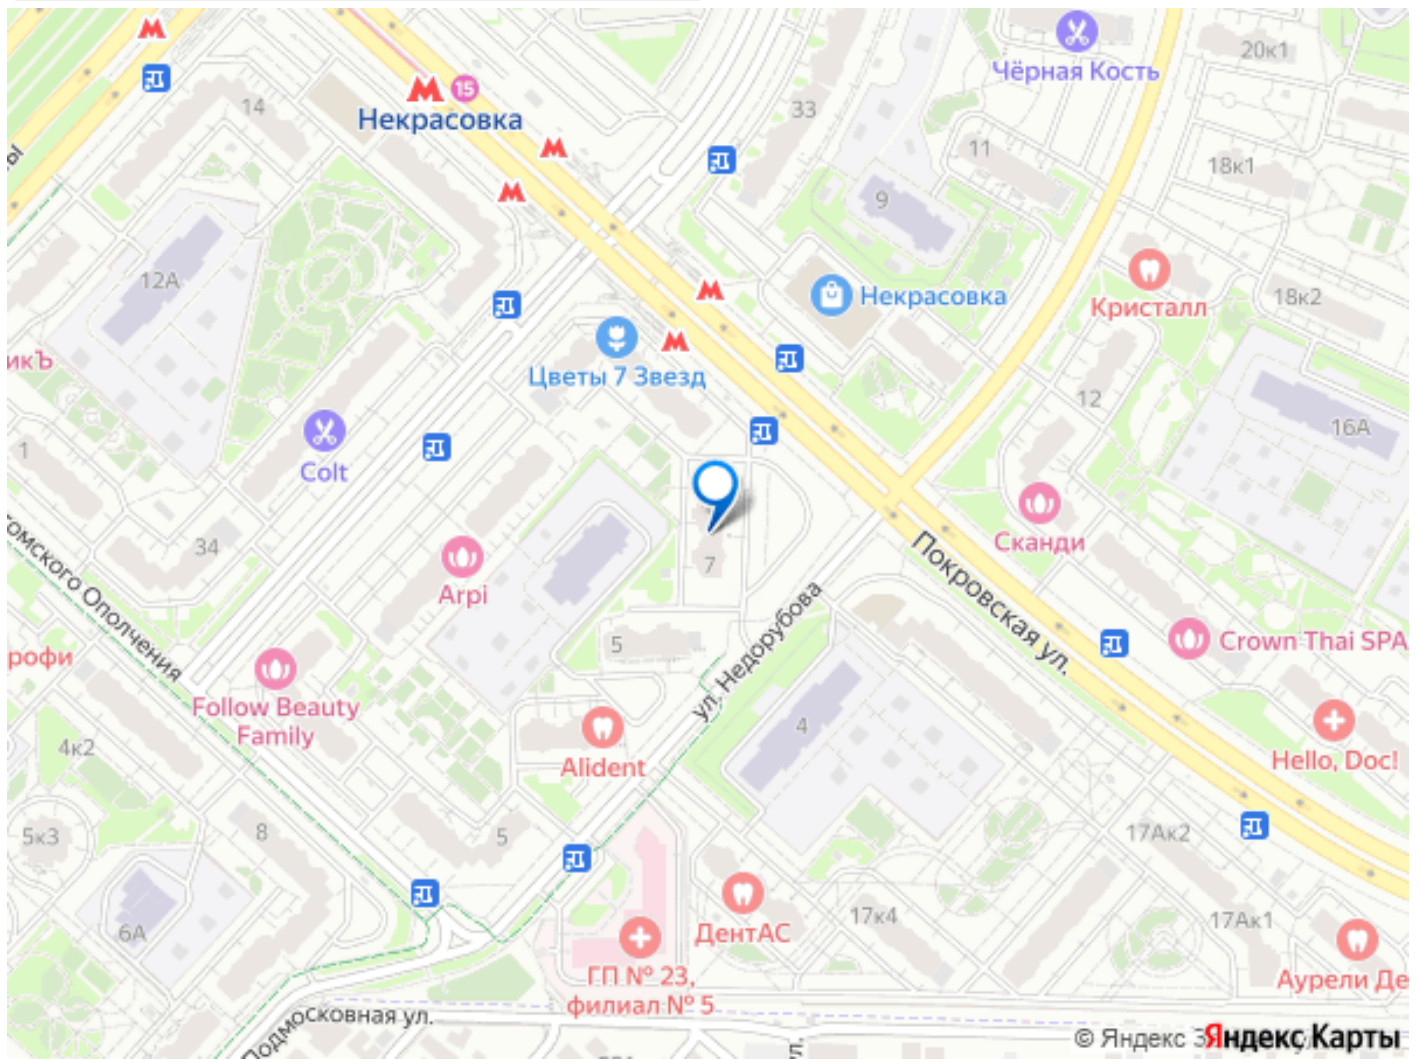 14
15
Некрасовка
Чёрная Кость
20к1
33
11
18к1
9
12А
Некрасовка
18к2
Кристалл
икЪ
Цветы 7 Звезд
12
16А
1
Colt
34
Сканди
Arpi
7
Покровская ул.
томского Ополчения
5
ул. Недорубова
Crown Thai SPA
рофи
Follow Beauty
Family
4
4к2
Alident
Hello, Doc!
5к3
8
5
17Ак2
6А
ДентАС
17к4
17Ак1
ГП № 23,
филиал № 5
Аурели Де
Подмосковная ул.
© Яндекс
Яндекс Карты